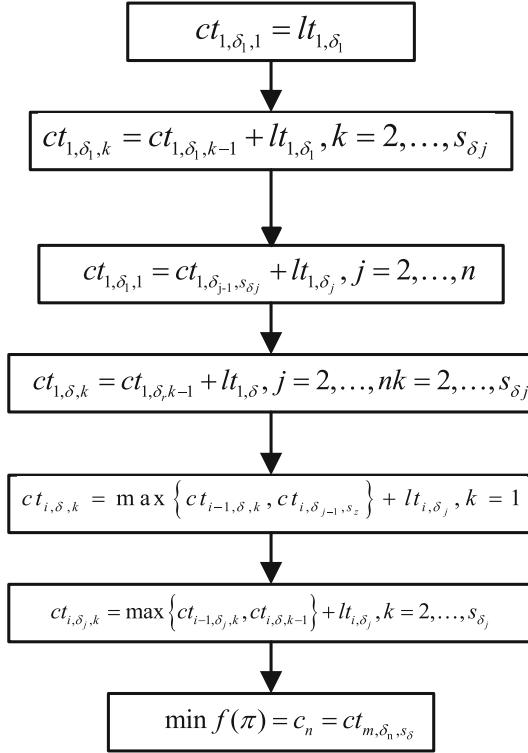 ct_{1,δ_1,1} = lt_{1,δ_1}
ct_{1,δ_1,k} = ct_{1,δ_1,k-1} + lt_{1,δ_1}, k = 2,…,s_{δj}
ct_{1,δ_1,1} = ct_{1,δ_{j-1},s_{δj}} + lt_{1,δ_j}, j = 2,…,n
ct_{1,δ,k} = ct_{1,δ_r k-1} + lt_{1,δ}, j = 2,…,nk = 2,…,s_{δj}
ct_{i,δ,k} = max {ct_{i-1,δ,k}, ct_{i,δ_{j-1},s_z}} + lt_{i,δ_j}, k = 1
ct_{i,δ_j,k} = max{ct_{i-1,δ_j,k}, ct_{i,δ,k-1}} + lt_{i,δ_j}, k = 2,…,s_{δ_j}
min f(π) = c_n = ct_{m,δ_n,s_δ}